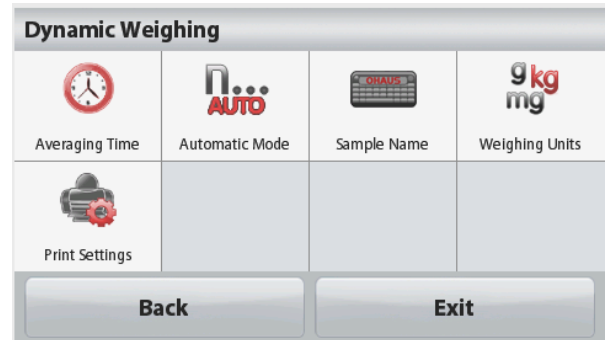 Dynamic Weighing
n...
AUTO
OHAUS
g kg
mg
Averaging Time
Automatic Mode
Sample Name
Weighing Units
Print Settings
Back
Exit